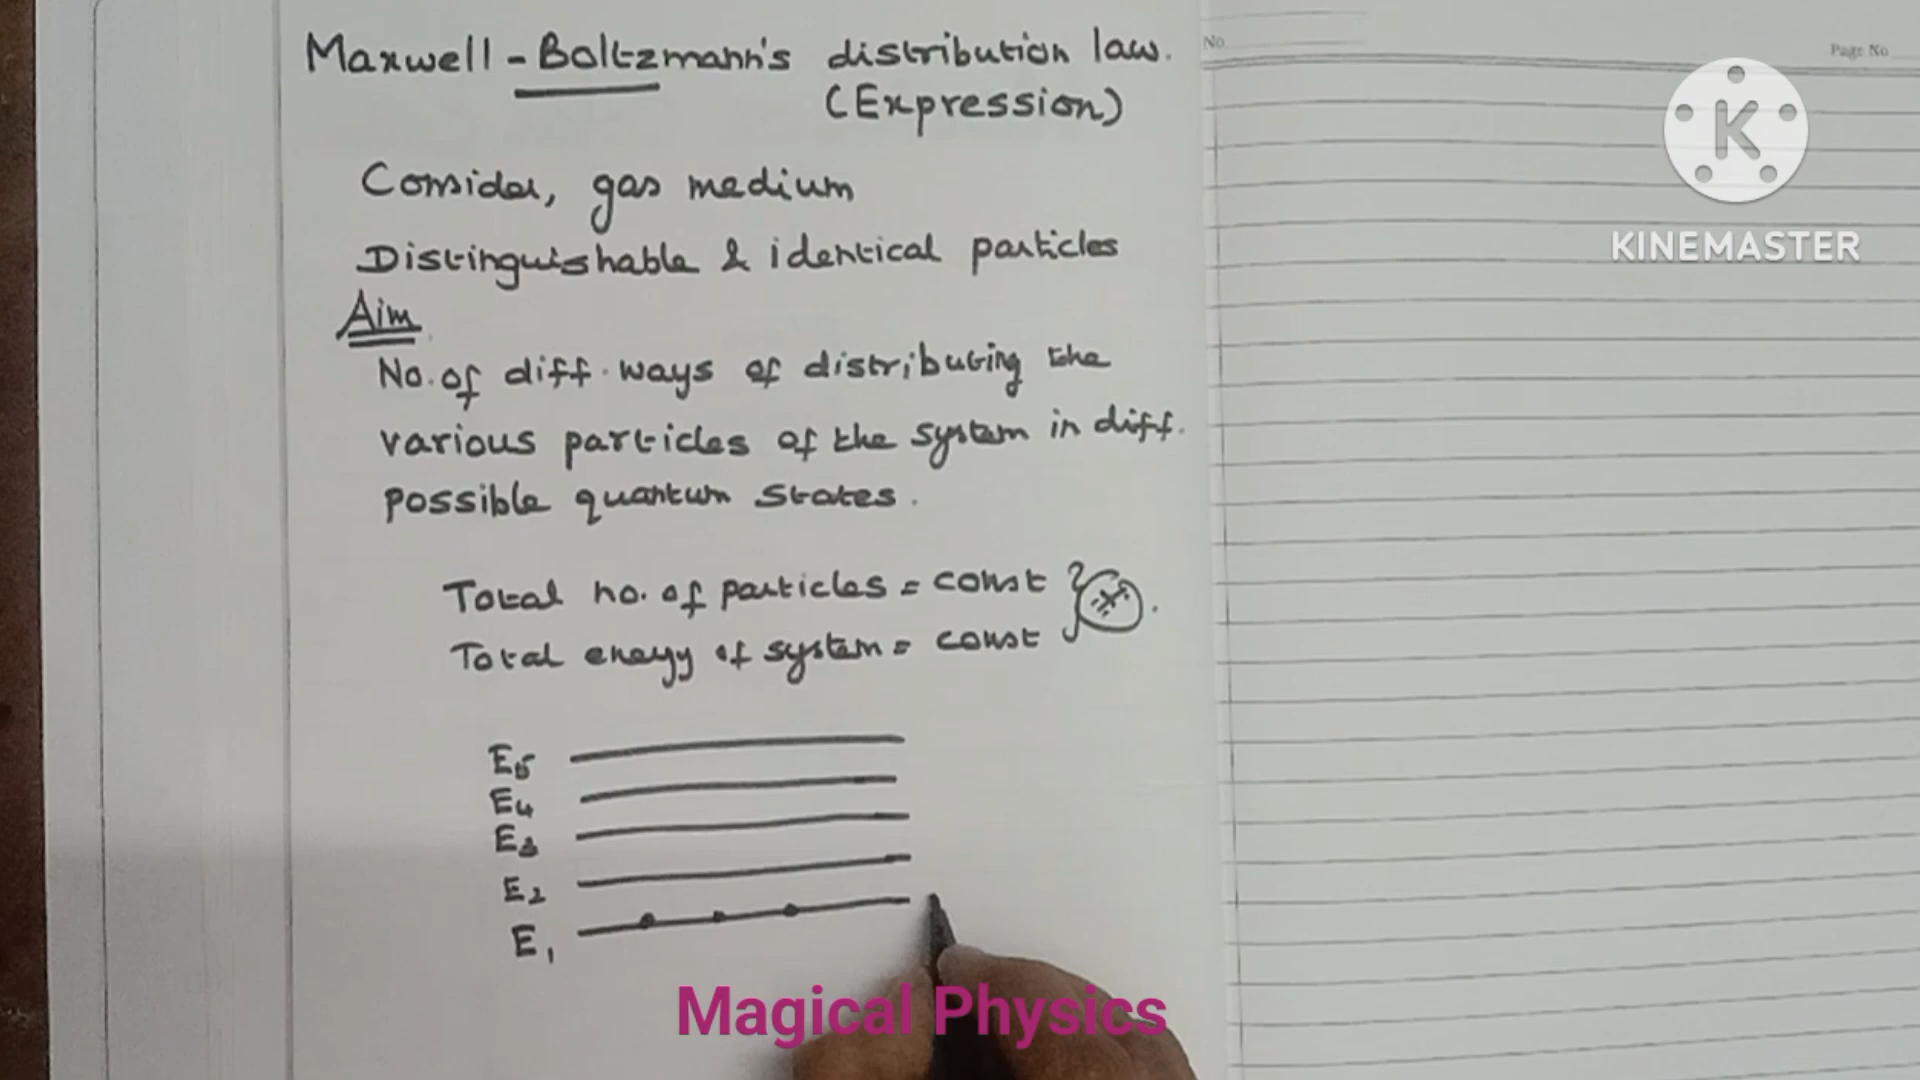 Maxwell - Boltzmann's distribution law.
(Expression)
Consider, gas medium
Distinguishable & identical particles
Aim
No. of diff. ways of distributing the
various particles of the system in diff.
possible quantum states.
Total no. of particles = const
Total energy of system = const
E5
E4
E3
E2
E1
No
Page No
K
KINEMASTER
Magical Physics